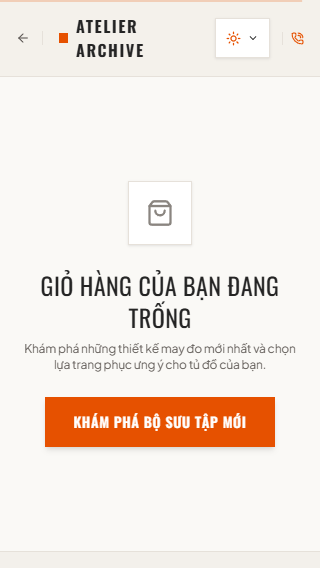 ATELIER
ARCHIVE
GIỎ HÀNG CỦA BẠN ĐANG
TRỐNG
Khám phá những thiết kế may đo mới nhất và chọn
lựa trang phục ưng ý cho tủ đồ của bạn.
KHÁM PHÁ BỘ SƯU TẬP MỚI